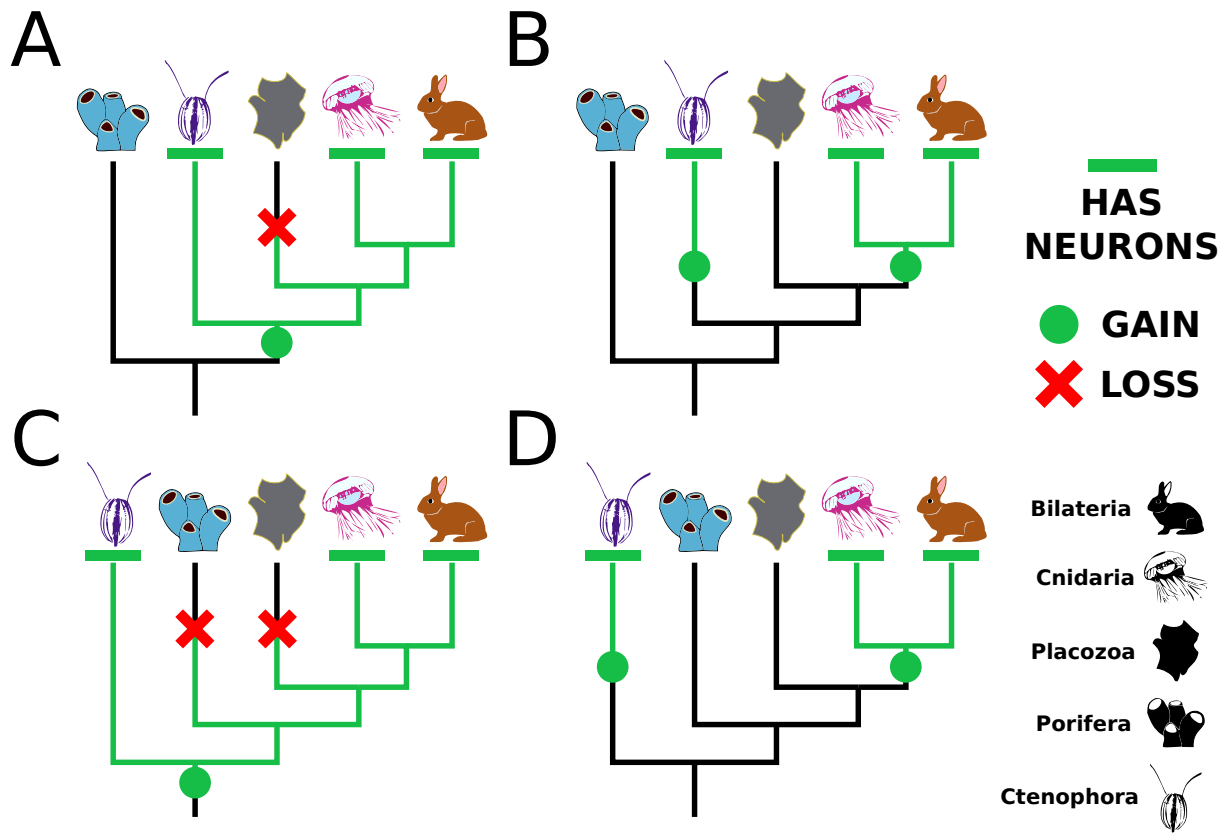 A
B
HAS
NEURONS
GAIN
LOSS
C
D
Bilateria
Cnidaria
Placozoa
Porifera
Ctenophora